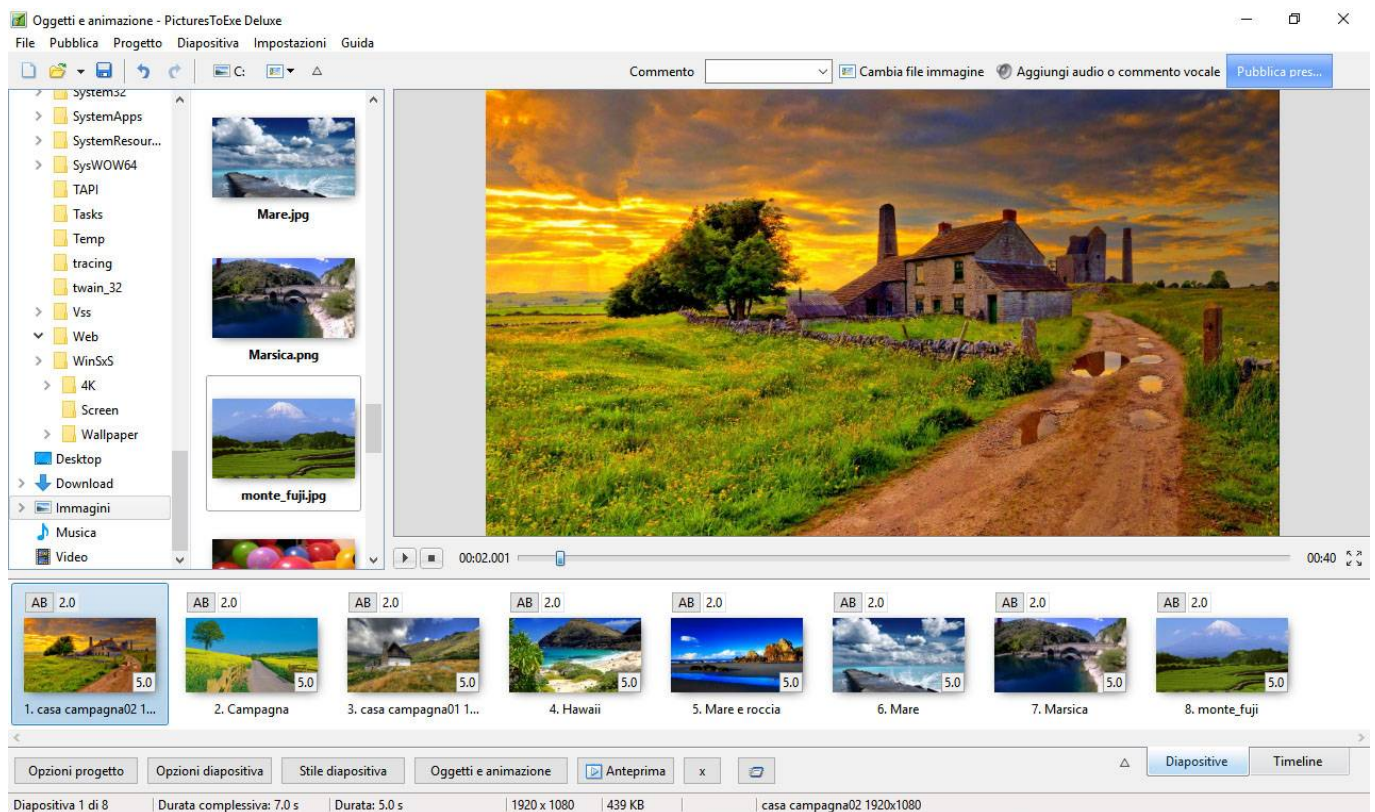 Oggetti e animazione - PicturesToExe Deluxe
File Pubblica Progetto Diapositiva Impostazioni Guida
C:
Commento
Cambia file immagine
Aggiungi audio o commento vocale
Pubblica pres...
System32
SystemApps
SystemResour...
SysWOW64
TAPI
Tasks
Temp
tracing
twain_32
Vss
Web
WinSxS
4K
Screen
Wallpaper
Desktop
Download
Immagini
Musica
Video
Mare.jpg
Marsica.png
monte_fuji.jpg
00:02.001
00:40
AB 2.0 AB 2.0 AB 2.0 AB 2.0 AB 2.0 AB 2.0 AB 2.0 AB 2.0
5.0 5.0 5.0 5.0 5.0 5.0 5.0 5.0
1. casa campagna02 1... 2. Campagna 3. casa campagna01 1... 4. Hawaii 5. Mare e roccia 6. Mare 7. Marsica 8. monte_fuji
Opzioni progetto Opzioni diapositiva Stile diapositiva Oggetti e animazione Anteprima x
Diapositive Timeline
Diapositiva 1 di 8 Durata complessiva: 7.0 s Durata: 5.0 s 1920 x 1080 439 KB casa campagna02 1920x1080